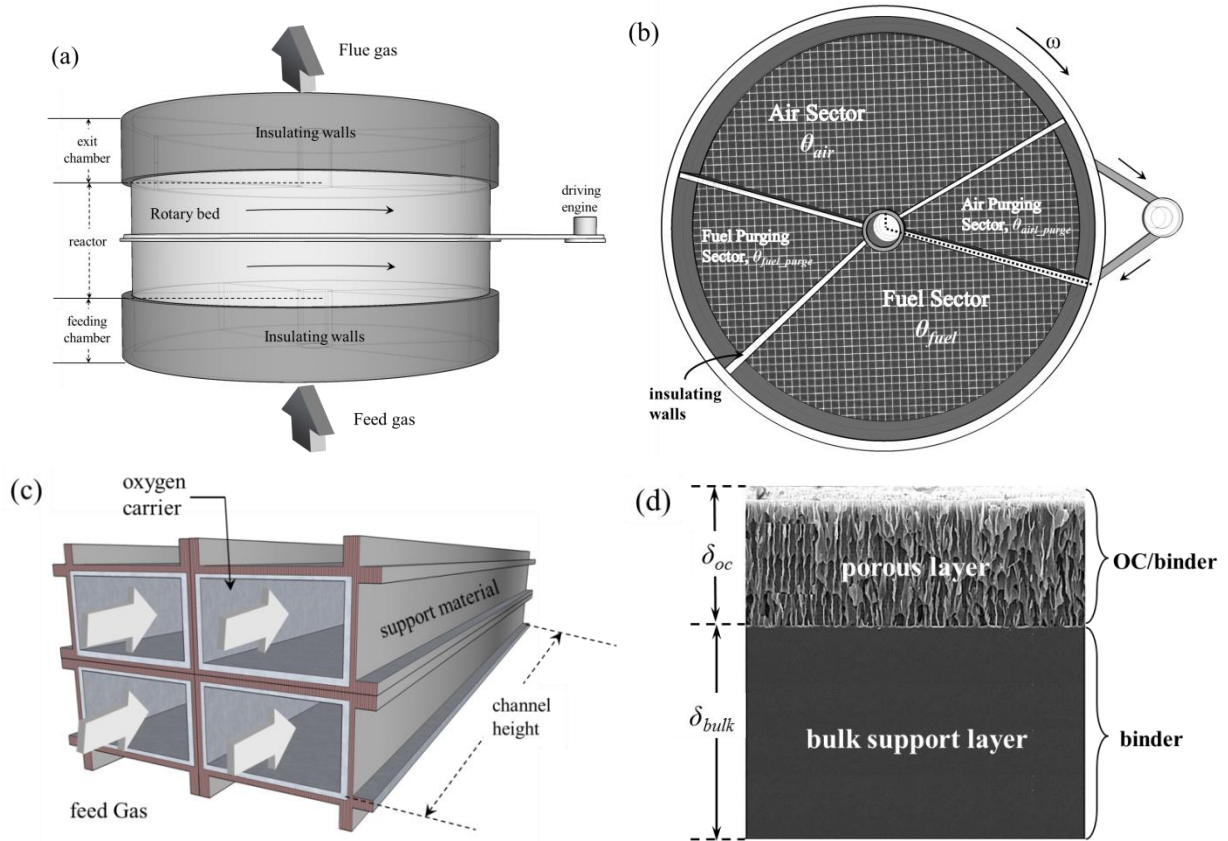 (a)
Flue gas
Insulating walls
exit
chamber
Rotary bed
reactor
driving
engine
feeding
chamber
Insulating walls
Feed gas
(b)
ω
Air Sector
θair
Air Purging
Sector, θairl_purge
Fuel Purging
Sector, θfuel_purge
Fuel Sector
θfuel
insulating
walls
(c)
oxygen
carrier
support material
channel
height
feed Gas
(d)
δoc
porous layer
OC/binder
δbulk
bulk support layer
binder